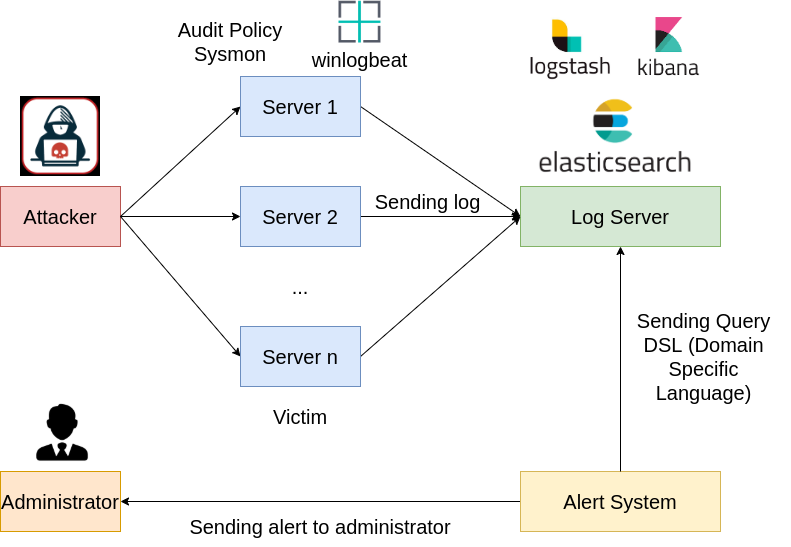 Audit Policy
Sysmon
winlogbeat
logstash
kibana
elasticsearch
Server 1
Attacker
Server 2
Sending log
Log Server
...
Server n
Victim
Sending Query
DSL (Domain
Specific
Language)
Administrator
Alert System
Sending alert to administrator